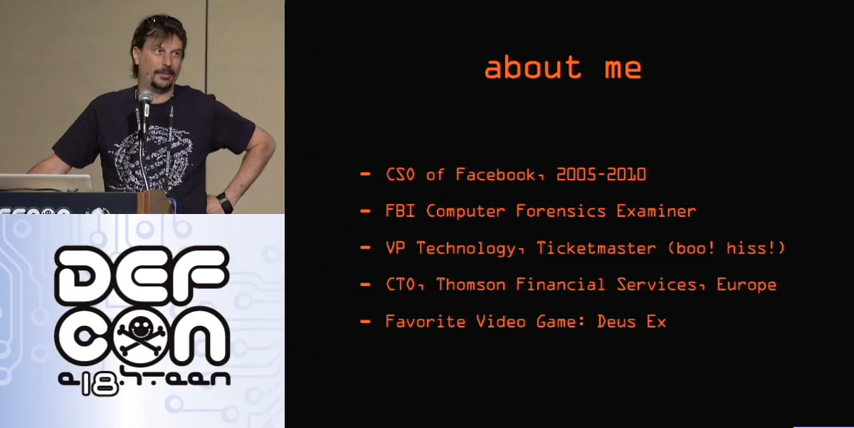 about me
- CSO of Facebook, 2005-2010
- FBI Computer Forensics Examiner
- VP Technology, Ticketmaster (boo! hiss!)
- CTO, Thomson Financial Services, Europe
- Favorite Video Game: Deus Ex
DEF
CON